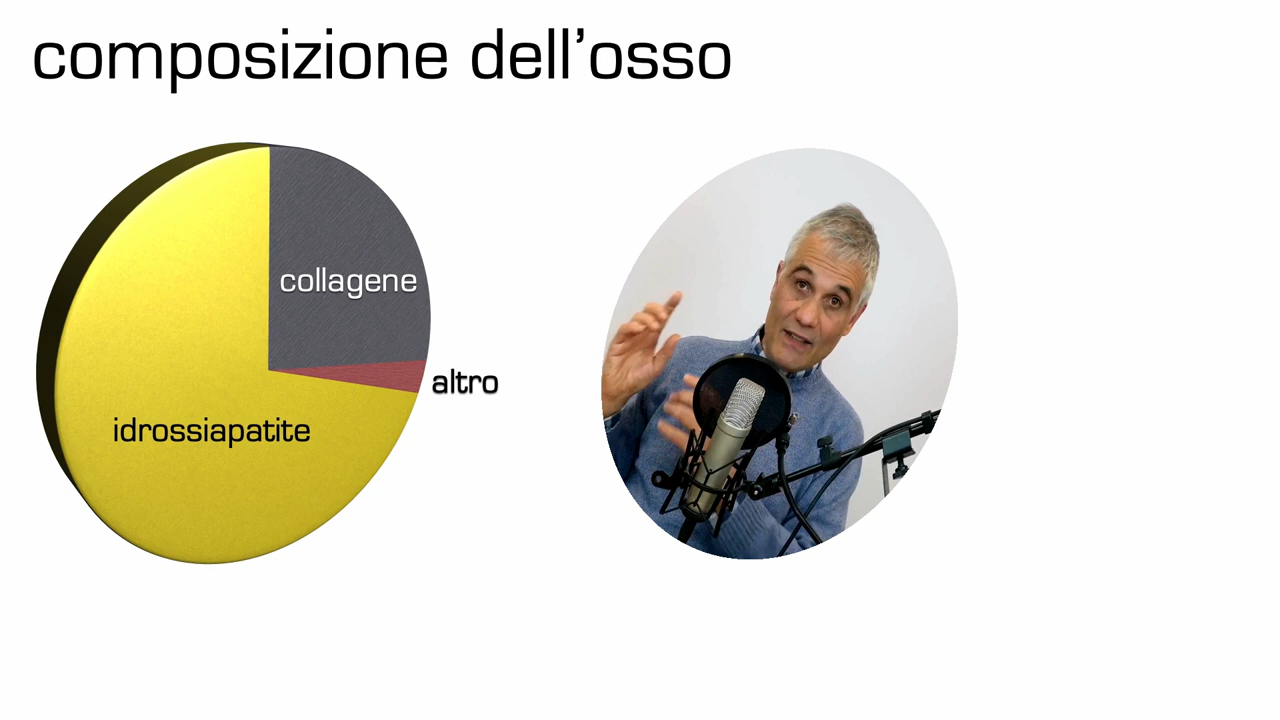 composizione dell’osso
collagene
altro
idrossiapatite